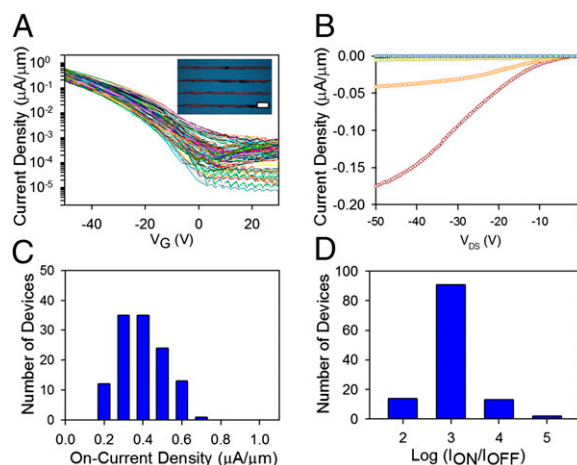 A
Current Density (μA/μm)
10⁰
10⁻¹
10⁻²
10⁻³
10⁻⁴
10⁻⁵
-40 -20 0 20
V_G (V)
B
Current Density (μA/μm)
0.00
-0.05
-0.10
-0.15
-0.20
-50 -40 -30 -20 -10 0
V_DS (V)
C
Number of Devices
50
40
30
20
10
0
0.0 0.2 0.4 0.6 0.8 1.0
On-Current Density (μA/μm)
D
Number of Devices
100
80
60
40
20
0
2 3 4 5
Log (I_ON/I_OFF)